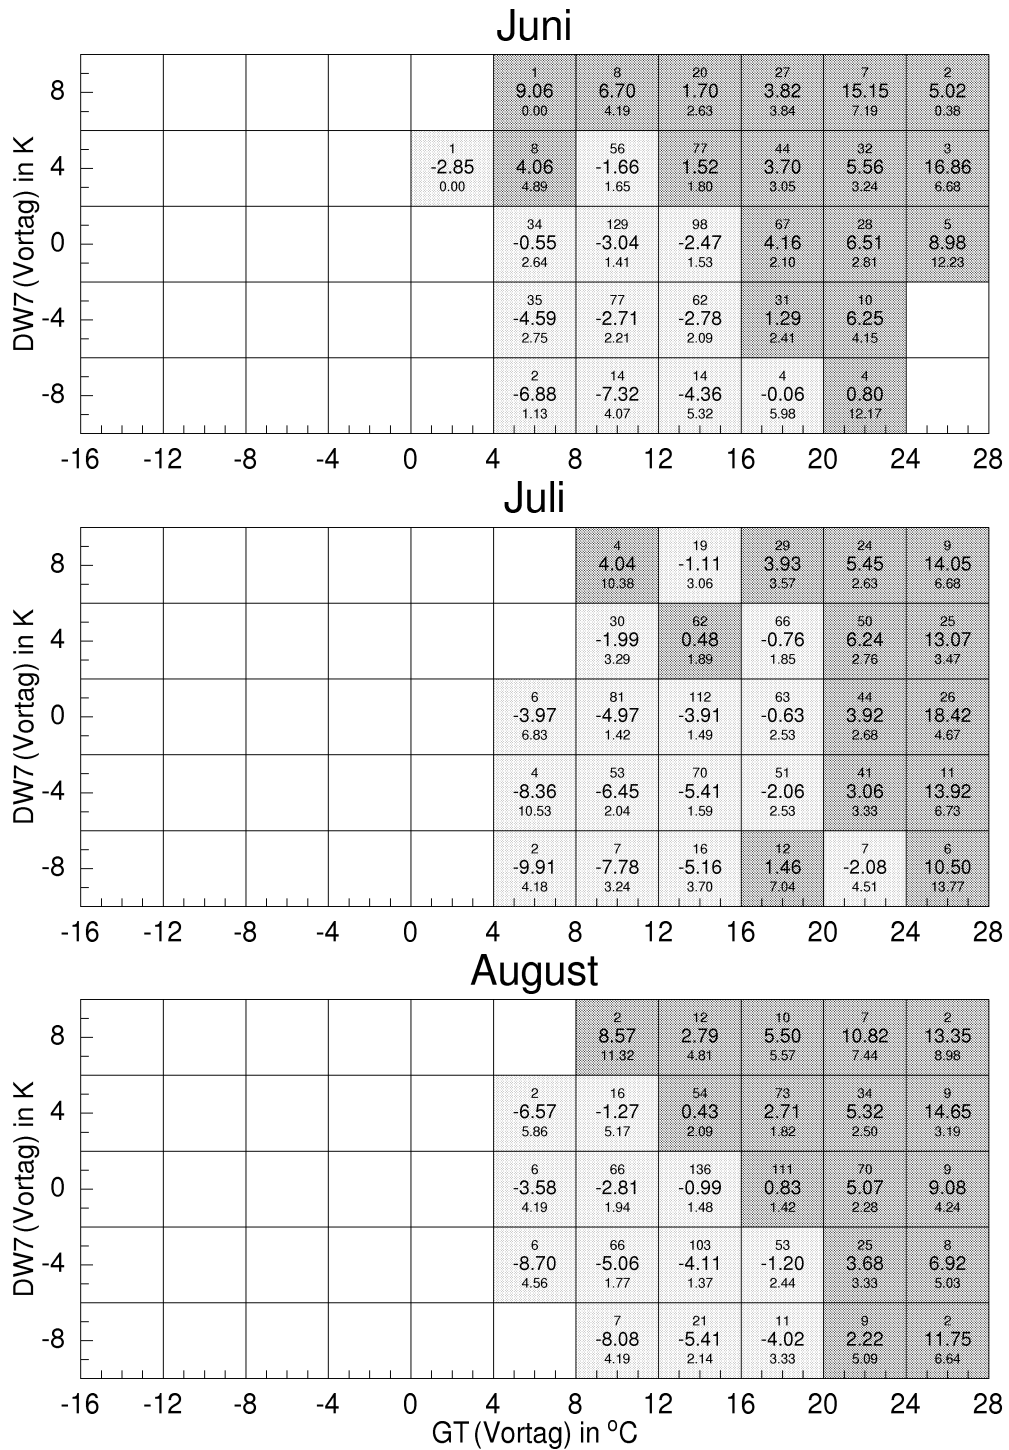 Juni
1 8 20 27 7 2
8 9.06 6.70 1.70 3.82 15.15 5.02
0.00 4.19 2.63 3.84 7.19 0.38
1 8 56 77 44 32 3
4 -2.85 4.06 -1.66 1.52 3.70 5.56 16.86
0.00 4.89 1.65 1.80 3.05 3.24 6.68
34 129 98 67 28 5
0 -0.55 -3.04 -2.47 4.16 6.51 8.98
2.64 1.41 1.53 2.10 2.81 12.23
35 77 62 31 10
-4 -4.59 -2.71 -2.78 1.29 6.25
2.75 2.21 2.09 2.41 4.15
2 14 14 4 4
-8 -6.88 -7.32 -4.36 -0.06 0.80
1.13 4.07 5.32 5.98 12.17
DW7 (Vortag) in K
-16 -12 -8 -4 0 4 8 12 16 20 24 28
Juli
4 19 29 24 9
8 4.04 -1.11 3.93 5.45 14.05
10.38 3.06 3.57 2.63 6.68
30 62 66 50 25
4 -1.99 0.48 -0.76 6.24 13.07
3.29 1.89 1.85 2.76 3.47
6 81 112 63 44 26
0 -3.97 -4.97 -3.91 -0.63 3.92 18.42
6.83 1.42 1.49 2.53 2.68 4.67
4 53 70 51 41 11
-4 -8.36 -6.45 -5.41 -2.06 3.06 13.92
10.53 2.04 1.59 2.53 3.33 6.73
2 7 16 12 7 6
-8 -9.91 -7.78 -5.16 1.46 -2.08 10.50
4.18 3.24 3.70 7.04 4.51 13.77
DW7 (Vortag) in K
-16 -12 -8 -4 0 4 8 12 16 20 24 28
August
2 12 10 7 2
8 8.57 2.79 5.50 10.82 13.35
11.32 4.81 5.57 7.44 8.98
2 16 54 73 34 9
4 -6.57 -1.27 0.43 2.71 5.32 14.65
5.86 5.17 2.09 1.82 2.50 3.19
6 66 136 111 70 9
0 -3.58 -2.81 -0.99 0.83 5.07 9.08
4.19 1.94 1.48 1.42 2.28 4.24
6 66 103 53 25 8
-4 -8.70 -5.06 -4.11 -1.20 3.68 6.92
4.56 1.77 1.37 2.44 3.33 5.03
7 21 11 9 2
-8 -8.08 -5.41 -4.02 2.22 11.75
4.19 2.14 3.33 5.09 6.64
DW7 (Vortag) in K
-16 -12 -8 -4 0 4 8 12 16 20 24 28
GT (Vortag) in °C